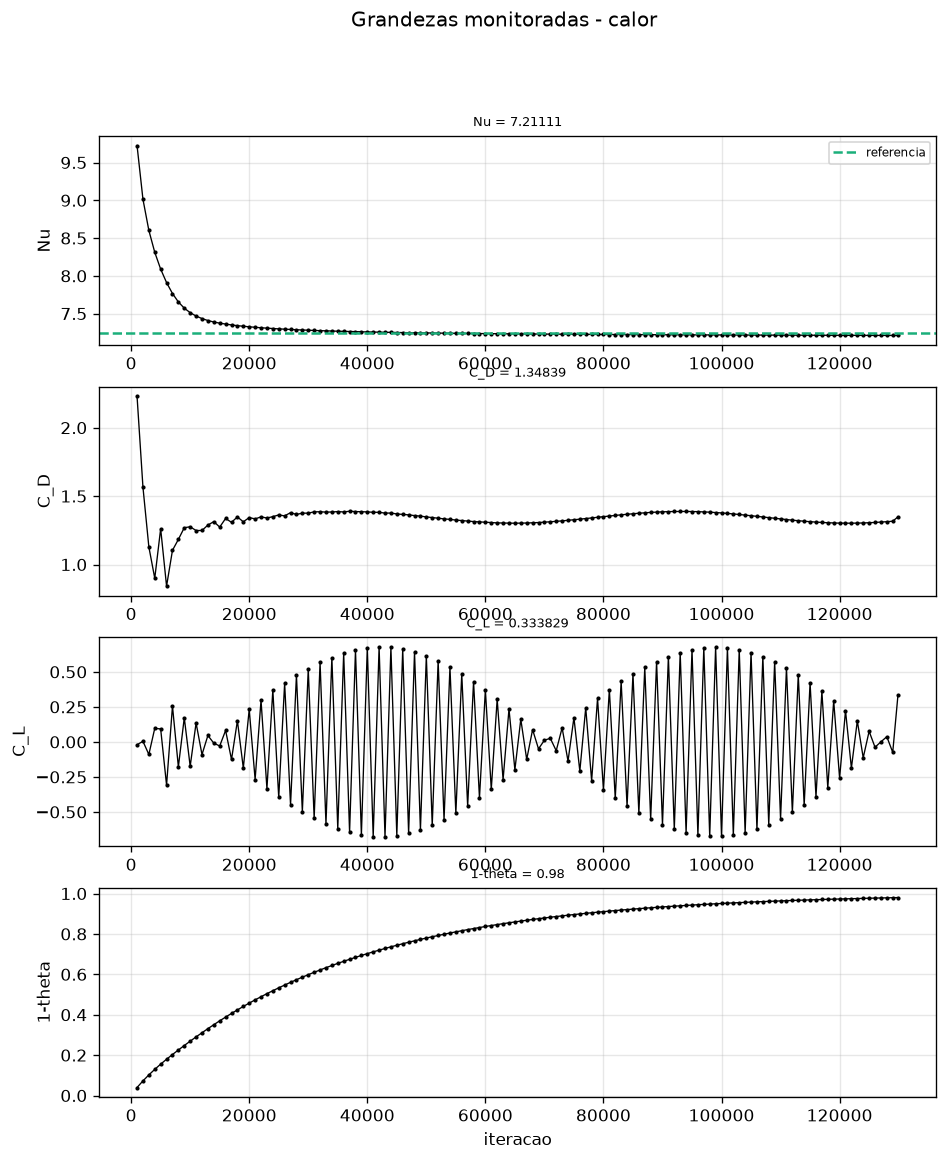 Grandezas monitoradas - calor
Nu = 7.21111
9.5
9.0
8.5
8.0
7.5
Nu
referencia
0 20000 40000 60000 80000 100000 120000
C_D = 1.34839
2.0
1.5
1.0
C_D
0 20000 40000 60000 80000 100000 120000
C_L = 0.333829
0.50
0.25
0.00
−0.25
−0.50
C_L
0 20000 40000 60000 80000 100000 120000
1-theta = 0.98
1.0
0.8
0.6
0.4
0.2
0.0
1-theta
0 20000 40000 60000 80000 100000 120000
iteracao